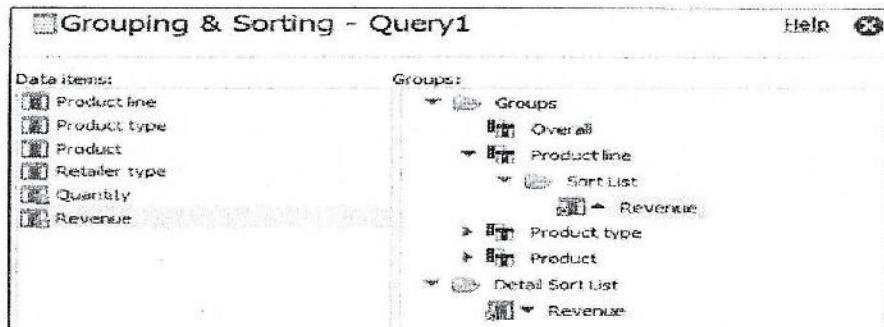 Grouping & Sorting - Query1
Help
Data items:
Product line
Product type
Product
Retailer type
Quantity
Revenue
Groups:
Groups
Overall
Product line
Sort List
Revenue
Product type
Product
Detail Sort List
Revenue